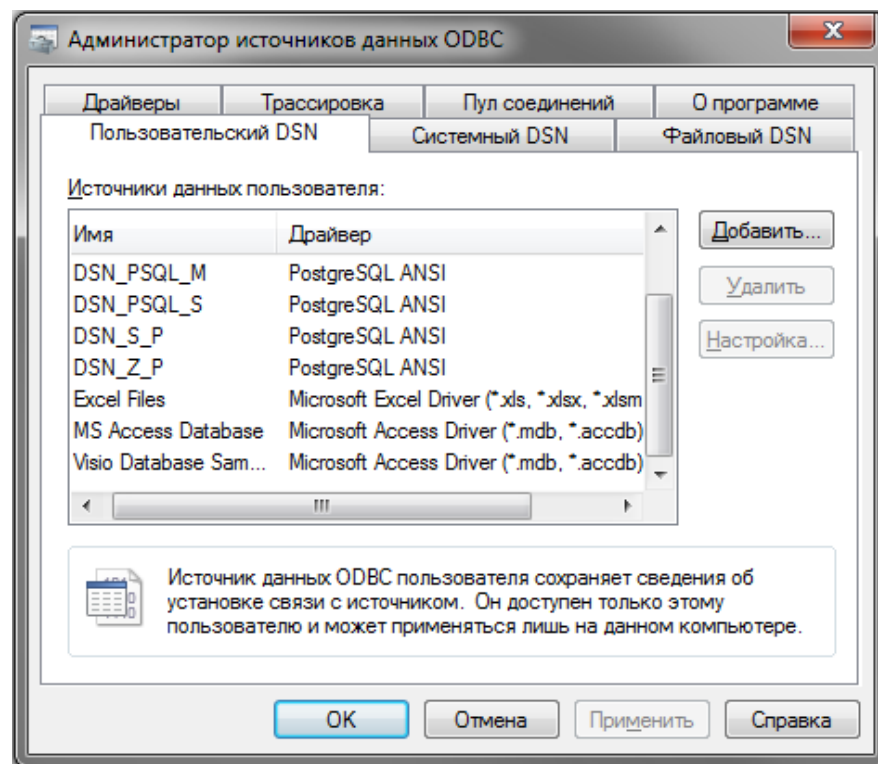 Администратор источников данных ODBC
Драйверы Трассировка Пул соединений О программе
Пользовательский DSN Системный DSN Файловый DSN
Источники данных пользователя:
Имя Драйвер
Добавить...
DSN_PSQL_M PostgreSQL ANSI
Удалить
DSN_PSQL_S PostgreSQL ANSI
DSN_S_P PostgreSQL ANSI
Настройка...
DSN_Z_P PostgreSQL ANSI
Excel Files Microsoft Excel Driver (*.xls, *.xlsx, *.xlsm
MS Access Database Microsoft Access Driver (*.mdb, *.accdb)
Visio Database Sam... Microsoft Access Driver (*.mdb, *.accdb)
Источник данных ODBC пользователя сохраняет сведения об
установке связи с источником. Он доступен только этому
пользователю и может применяться лишь на данном компьютере.
OK Отмена Применить Справка